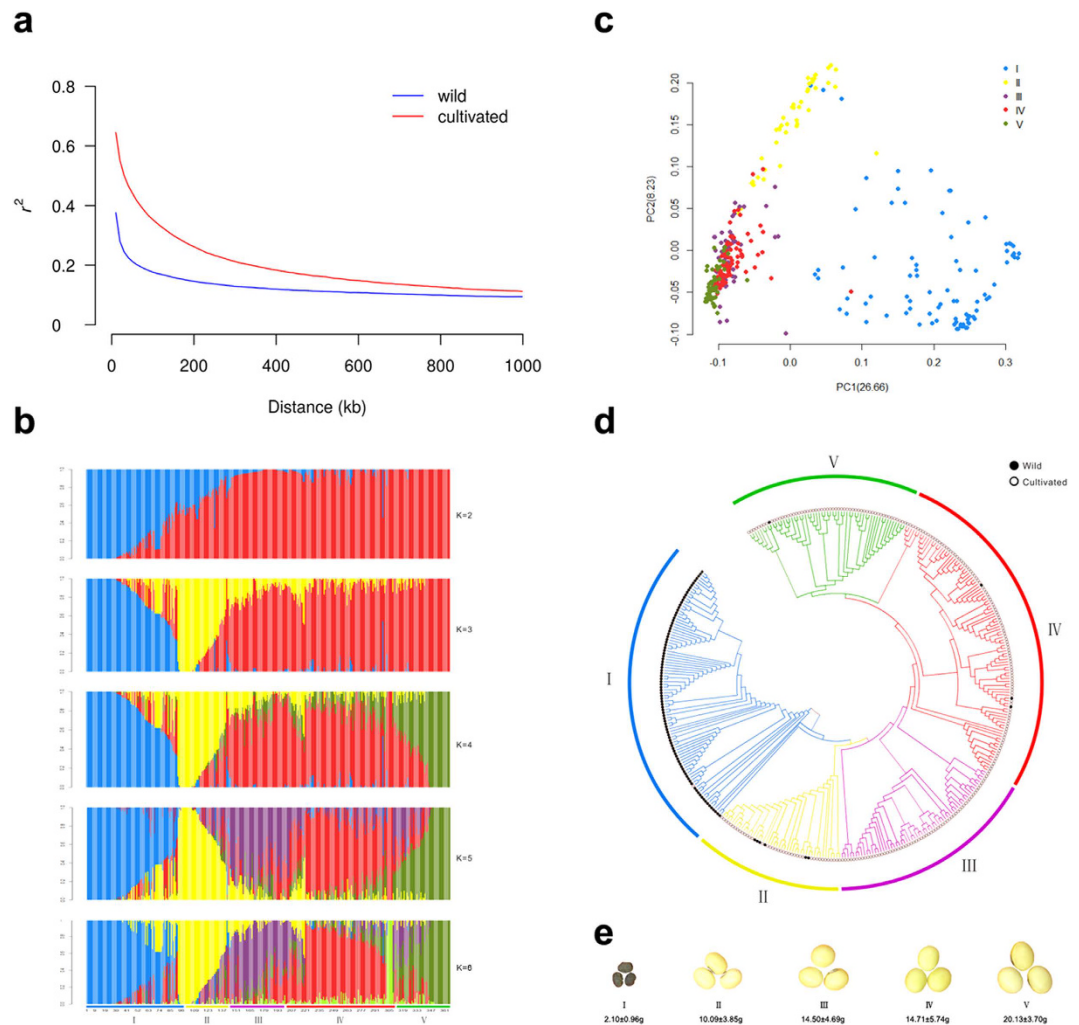 a
0.8
0.6
0.4
0.2
0
r²
wild
cultivated
0 200 400 600 800 1000
Distance (kb)
b
K=2
K=3
K=4
K=5
K=6
I II III IV V
c
I
II
III
IV
V
0.20
0.15
0.10
0.05
0.00
-0.05
-0.10
PC2(8.23)
-0.1 0.0 0.1 0.2 0.3
PC1(26.66)
d
Wild
Cultivated
V
IV
I
III
II
e
I II III IV V
2.10±0.96g 10.09±3.85g 14.50±4.69g 14.71±5.74g 20.13±3.70g